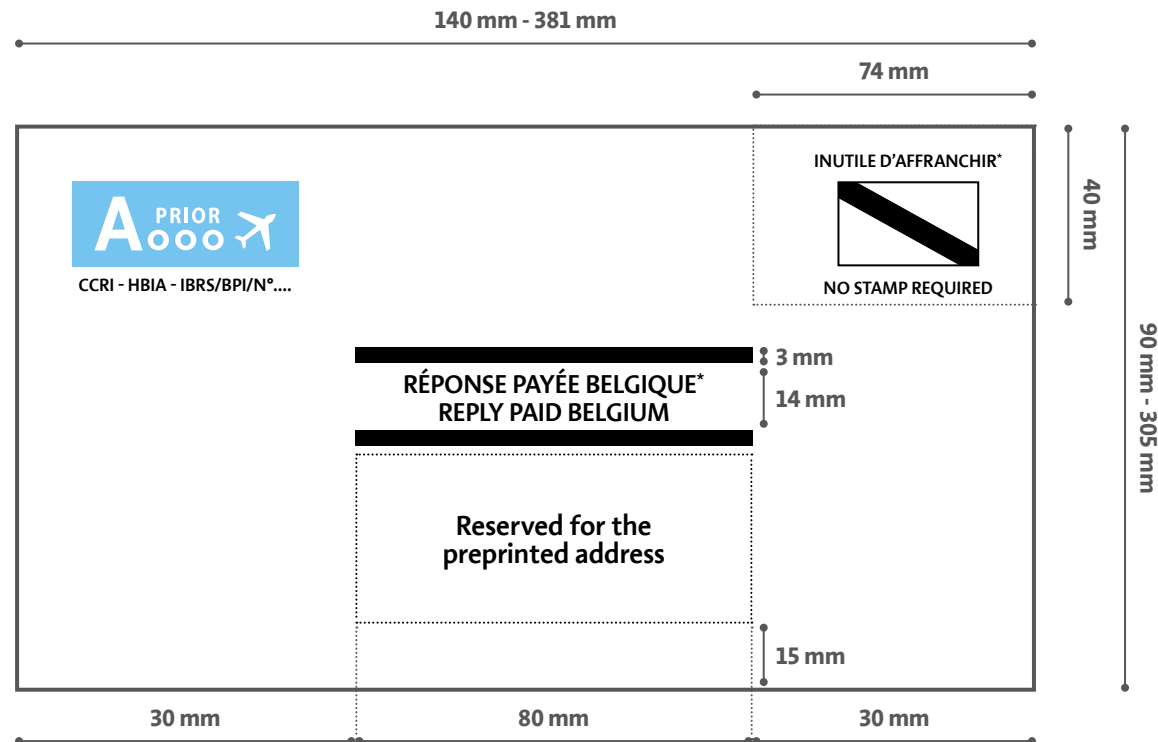 140 mm - 381 mm
74 mm
INUTILE D'AFFRANCHIR*
NO STAMP REQUIRED
40 mm
90 mm - 305 mm
A PRIOR
CCRI - HBIA - IBRS/BPI/N°....
3 mm
RÉPONSE PAYÉE BELGIQUE*
REPLY PAID BELGIUM
14 mm
Reserved for the
preprinted address
15 mm
30 mm
80 mm
30 mm